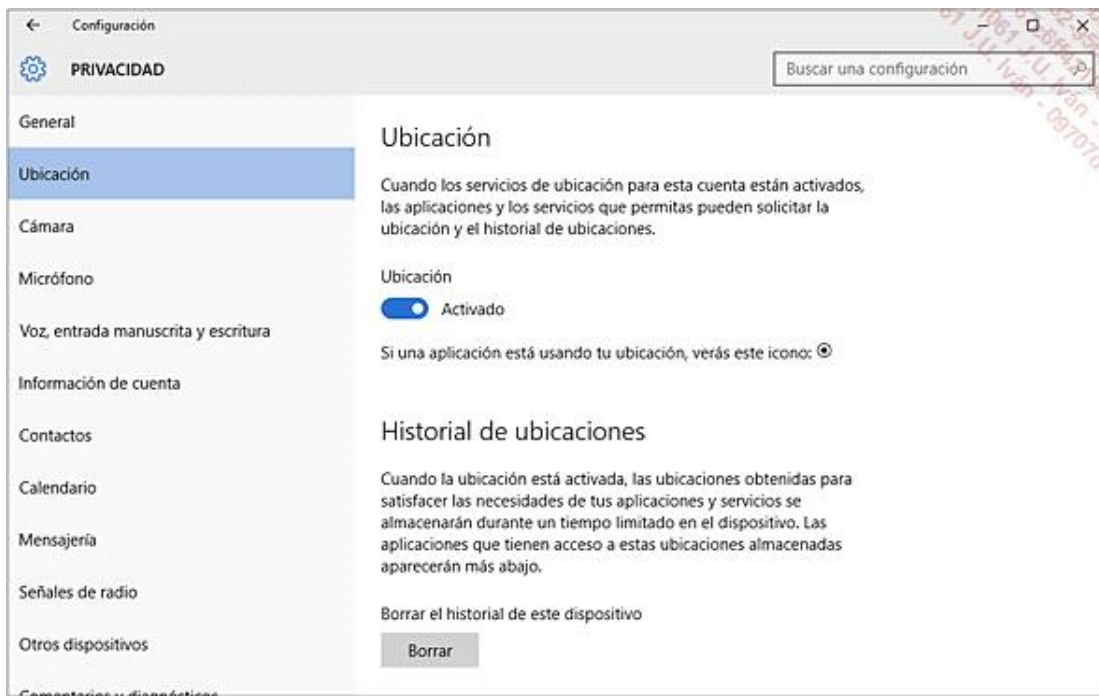 Configuración
PRIVACIDAD
Buscar una configuración
General
Ubicación
Cámara
Micrófono
Voz, entrada manuscrita y escritura
Información de cuenta
Contactos
Calendario
Mensajería
Señales de radio
Otros dispositivos
Comentarios y diagnósticos
Ubicación
Cuando los servicios de ubicación para esta cuenta están activados,
las aplicaciones y los servicios que permitas pueden solicitar la
ubicación y el historial de ubicaciones.
Ubicación
Activado
Si una aplicación está usando tu ubicación, verás este icono:
Historial de ubicaciones
Cuando la ubicación está activada, las ubicaciones obtenidas para
satisfacer las necesidades de tus aplicaciones y servicios se
almacenarán durante un tiempo limitado en el dispositivo. Las
aplicaciones que tienen acceso a estas ubicaciones almacenadas
aparecerán más abajo.
Borrar el historial de este dispositivo
Borrar